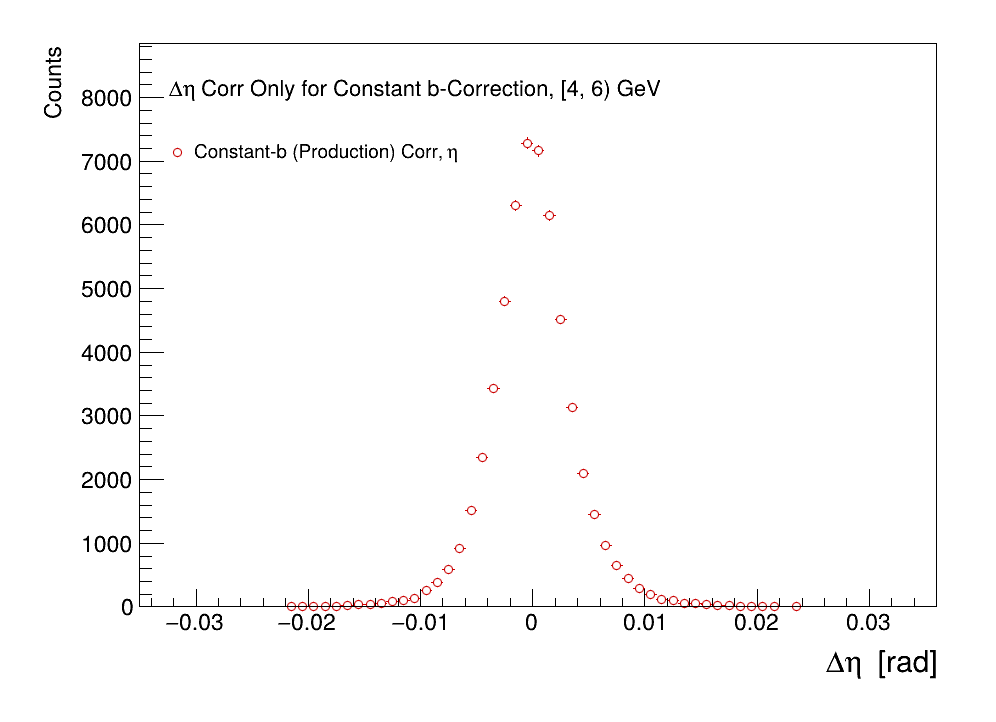 Counts
Δη Corr Only for Constant b-Correction, [4, 6) GeV
Constant-b (Production) Corr, η
8000
7000
6000
5000
4000
3000
2000
1000
0
−0.03 −0.02 −0.01 0 0.01 0.02 0.03
Δη [rad]